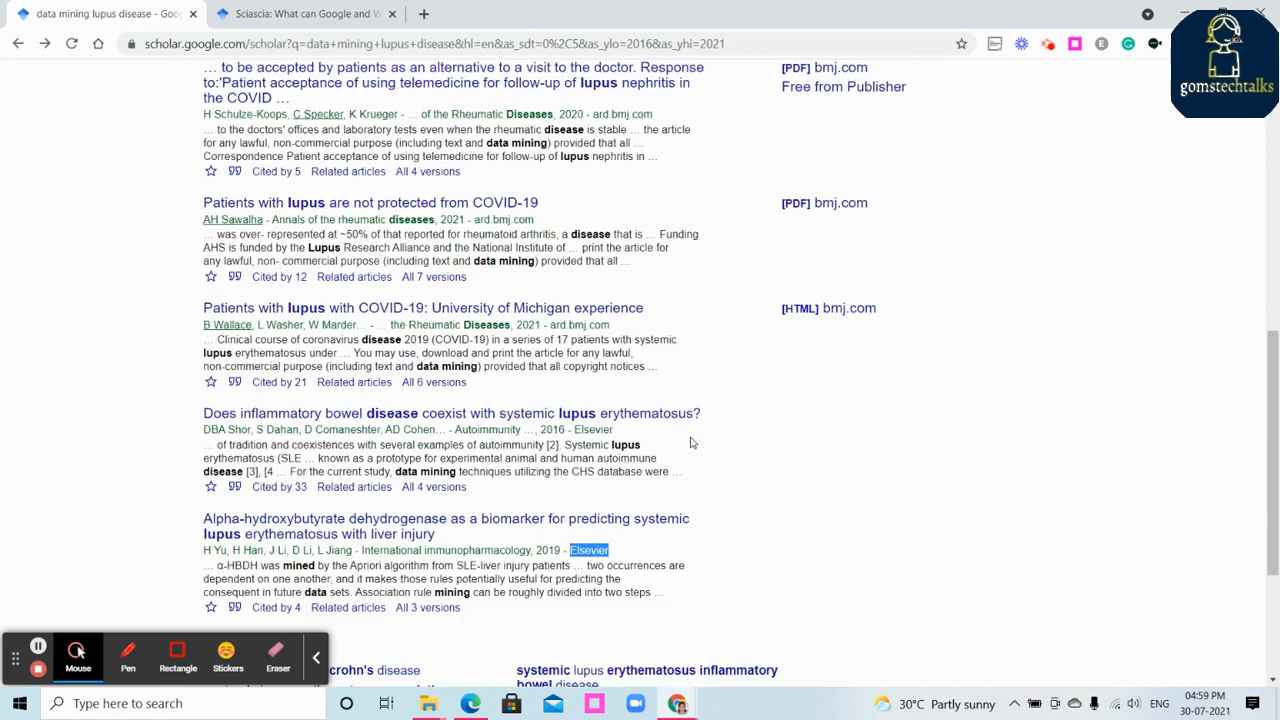 data mining lupus disease - Goo
Sciascia: What can Google and W
scholar.google.com/scholar?q=data+mining+lupus+disease&hl=en&as_sdt=0%2C5&as_ylo=2016&as_yhi=2021
gomstechtalks
... to be accepted by patients as an alternative to a visit to the doctor. Response
to:'Patient acceptance of using telemedicine for follow-up of lupus nephritis in
the COVID ...
H Schulze-Koops, C Specker, K Krueger - ... of the Rheumatic Diseases, 2020 - ard.bmj.com
... to the doctors' offices and laboratory tests even when the rheumatic disease is stable ... the article
for any lawful, non-commercial purpose (including text and data mining) provided that all ...
Correspondence Patient acceptance of using telemedicine for follow-up of lupus nephritis in ...
Cited by 5 Related articles All 4 versions
[PDF] bmj.com
Free from Publisher
Patients with lupus are not protected from COVID-19
AH Sawalha - Annals of the rheumatic diseases, 2021 - ard.bmj.com
... was over- represented at ~50% of that reported for rheumatoid arthritis, a disease that is ... Funding
AHS is funded by the Lupus Research Alliance and the National Institute of ... print the article for
any lawful, non- commercial purpose (including text and data mining) provided that all ...
Cited by 12 Related articles All 7 versions
[PDF] bmj.com
Patients with lupus with COVID-19: University of Michigan experience
B Wallace, L Washer, W Marder... - ... the Rheumatic Diseases, 2021 - ard.bmj.com
... Clinical course of coronavirus disease 2019 (COVID-19) in a series of 17 patients with systemic
lupus erythematosus under ... You may use, download and print the article for any lawful,
non-commercial purpose (including text and data mining) provided that all copyright notices ...
Cited by 21 Related articles All 6 versions
[HTML] bmj.com
Does inflammatory bowel disease coexist with systemic lupus erythematosus?
DBA Shor, S Dahan, D Comaneshter, AD Cohen... - Autoimmunity ..., 2016 - Elsevier
... of tradition and coexistences with several examples of autoimmunity [2]. Systemic lupus
erythematosus (SLE ... known as a prototype for experimental animal and human autoimmune
disease [3], [4 ... For the current study, data mining techniques utilizing the CHS database were ...
Cited by 33 Related articles All 4 versions
Alpha-hydroxybutyrate dehydrogenase as a biomarker for predicting systemic
lupus erythematosus with liver injury
H Yu, H Han, J Li, D Li, L Jiang - International immunopharmacology, 2019 - Elsevier
... α-HBDH was mined by the Apriori algorithm from SLE-liver injury patients ... two occurrences are
dependent on one another, and it makes those rules potentially useful for predicting the
consequent in future data sets. Association rule mining can be roughly divided into two steps ...
Cited by 4 Related articles All 3 versions
crohn's disease
systemic lupus erythematosus inflammatory
bowel disease
Mouse Pen Rectangle Stickers Eraser
Type here to search
30°C Partly sunny
ENG
04:59 PM
30-07-2021